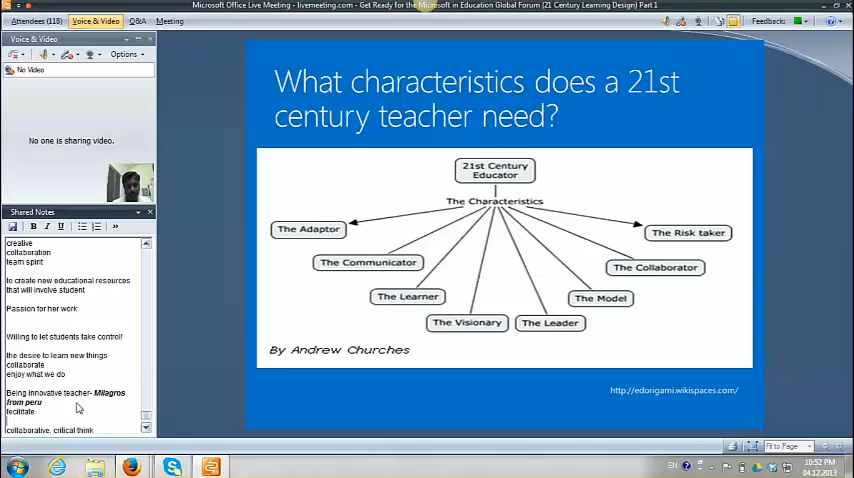 Microsoft Office Live Meeting - livemeeting.com - Get Ready for the Microsoft in Education Global Forum (21 Century Learning Design) Part 1
Attendees (118)
Voice & Video
Q&A
Meeting
Feedback:
Voice & Video
Options
No Video
No one is sharing video.
Shared Notes
B I U
creative
collaboration
team spirit
to create new educational resources
that will involve student
Passion for her work
Willing to let students take control!
the desire to learn new things
collaborate
enjoy what we do
Being innovative teacher- Milagros
from peru
fecilitate
collaborative, critical think
What characteristics does a 21st
century teacher need?
21st Century
Educator
The Characteristics
The Adaptor
The Risk taker
The Communicator
The Collaborator
The Learner
The Model
The Visionary
The Leader
By Andrew Churches
http://edorigami.wikispaces.com/
Fit to Page
EN
10:52 PM
04.12.2013